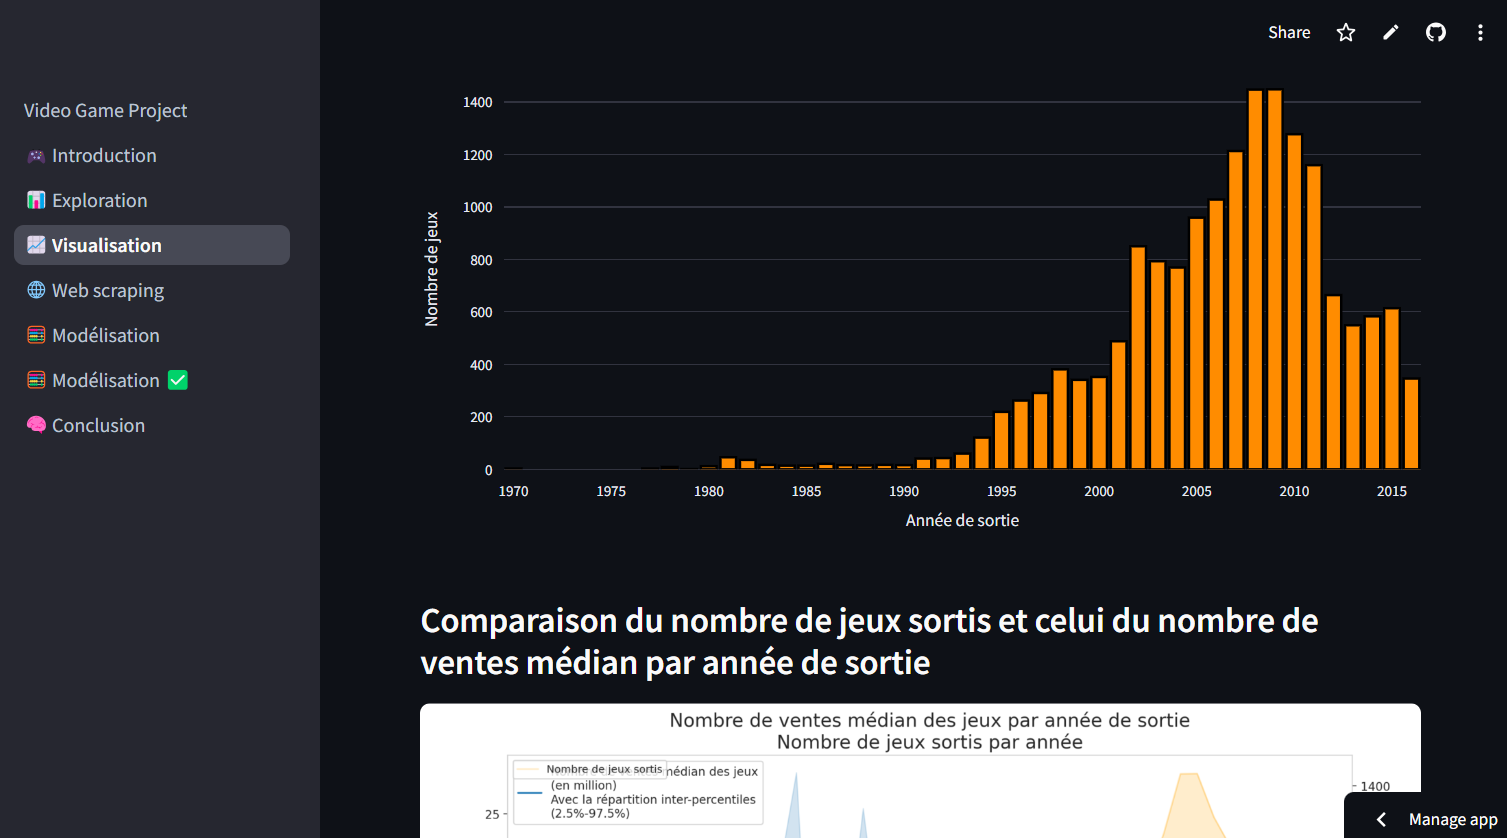 Share
Video Game Project
Introduction
Exploration
Visualisation
Web scraping
Modélisation
Modélisation
Conclusion
1400
1200
1000
800
600
400
200
0
Nombre de jeux
1970 1975 1980 1985 1990 1995 2000 2005 2010 2015
Année de sortie
Comparaison du nombre de jeux sortis et celui du nombre de
ventes médian par année de sortie
Nombre de ventes médian des jeux par année de sortie
Nombre de jeux sortis par année
Nombre de jeux sortis
médian des jeux
(en million)
Avec la répartition inter-percentiles
(2.5%-97.5%)
25
1400
Manage app